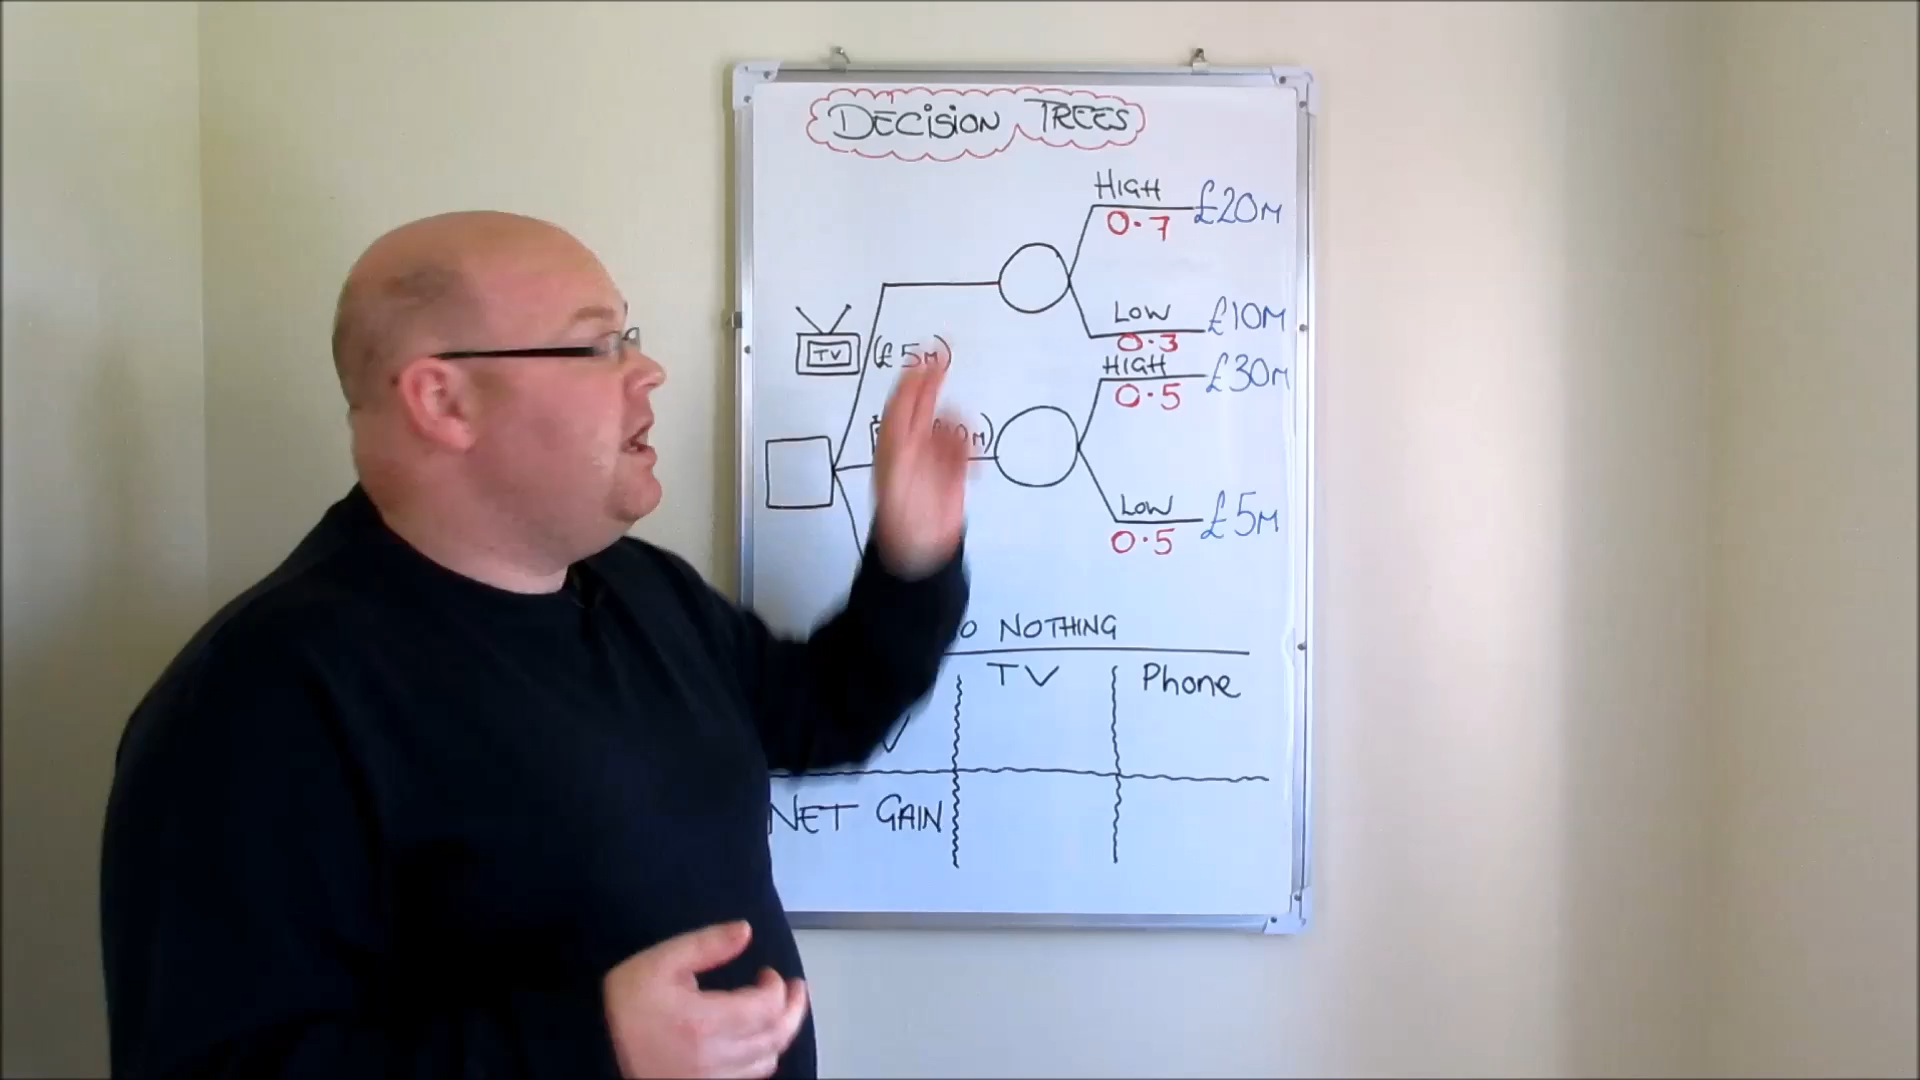 DECISION TREES
HIGH
£20M
0.7
LOW
£10M
0.3
TV
(£5M)
HIGH
£30M
0.5
LOW
£5M
0.5
NOTHING
TV
Phone
NET GAIN